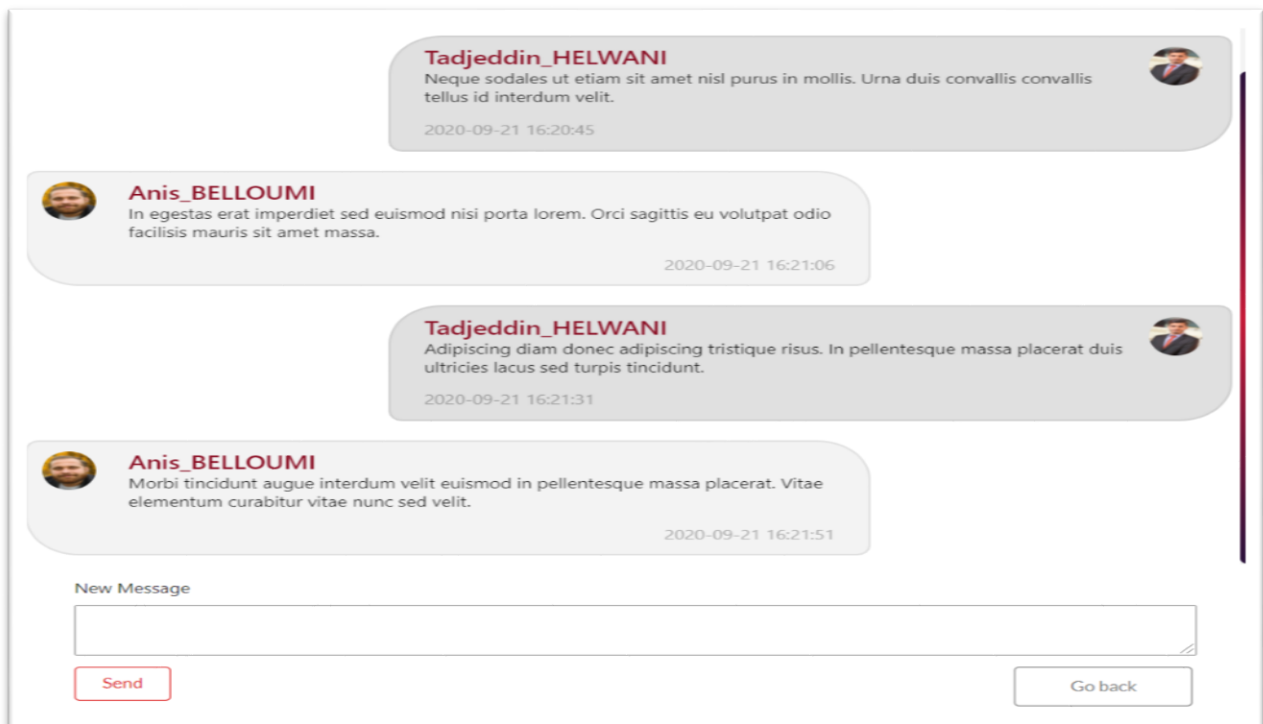 Tadjeddin_HELWANI
Neque sodales ut etiam sit amet nisl purus in mollis. Urna duis convallis convallis
tellus id interdum velit.
2020-09-21 16:20:45
Anis_BELLOUMI
In egestas erat imperdiet sed euismod nisi porta lorem. Orci sagittis eu volutpat odio
facilisis mauris sit amet massa.
2020-09-21 16:21:06
Tadjeddin_HELWANI
Adipiscing diam donec adipiscing tristique risus. In pellentesque massa placerat duis
ultricies lacus sed turpis tincidunt.
2020-09-21 16:21:31
Anis_BELLOUMI
Morbi tincidunt augue interdum velit euismod in pellentesque massa placerat. Vitae
elementum curabitur vitae nunc sed velit.
2020-09-21 16:21:51
New Message
Send
Go back